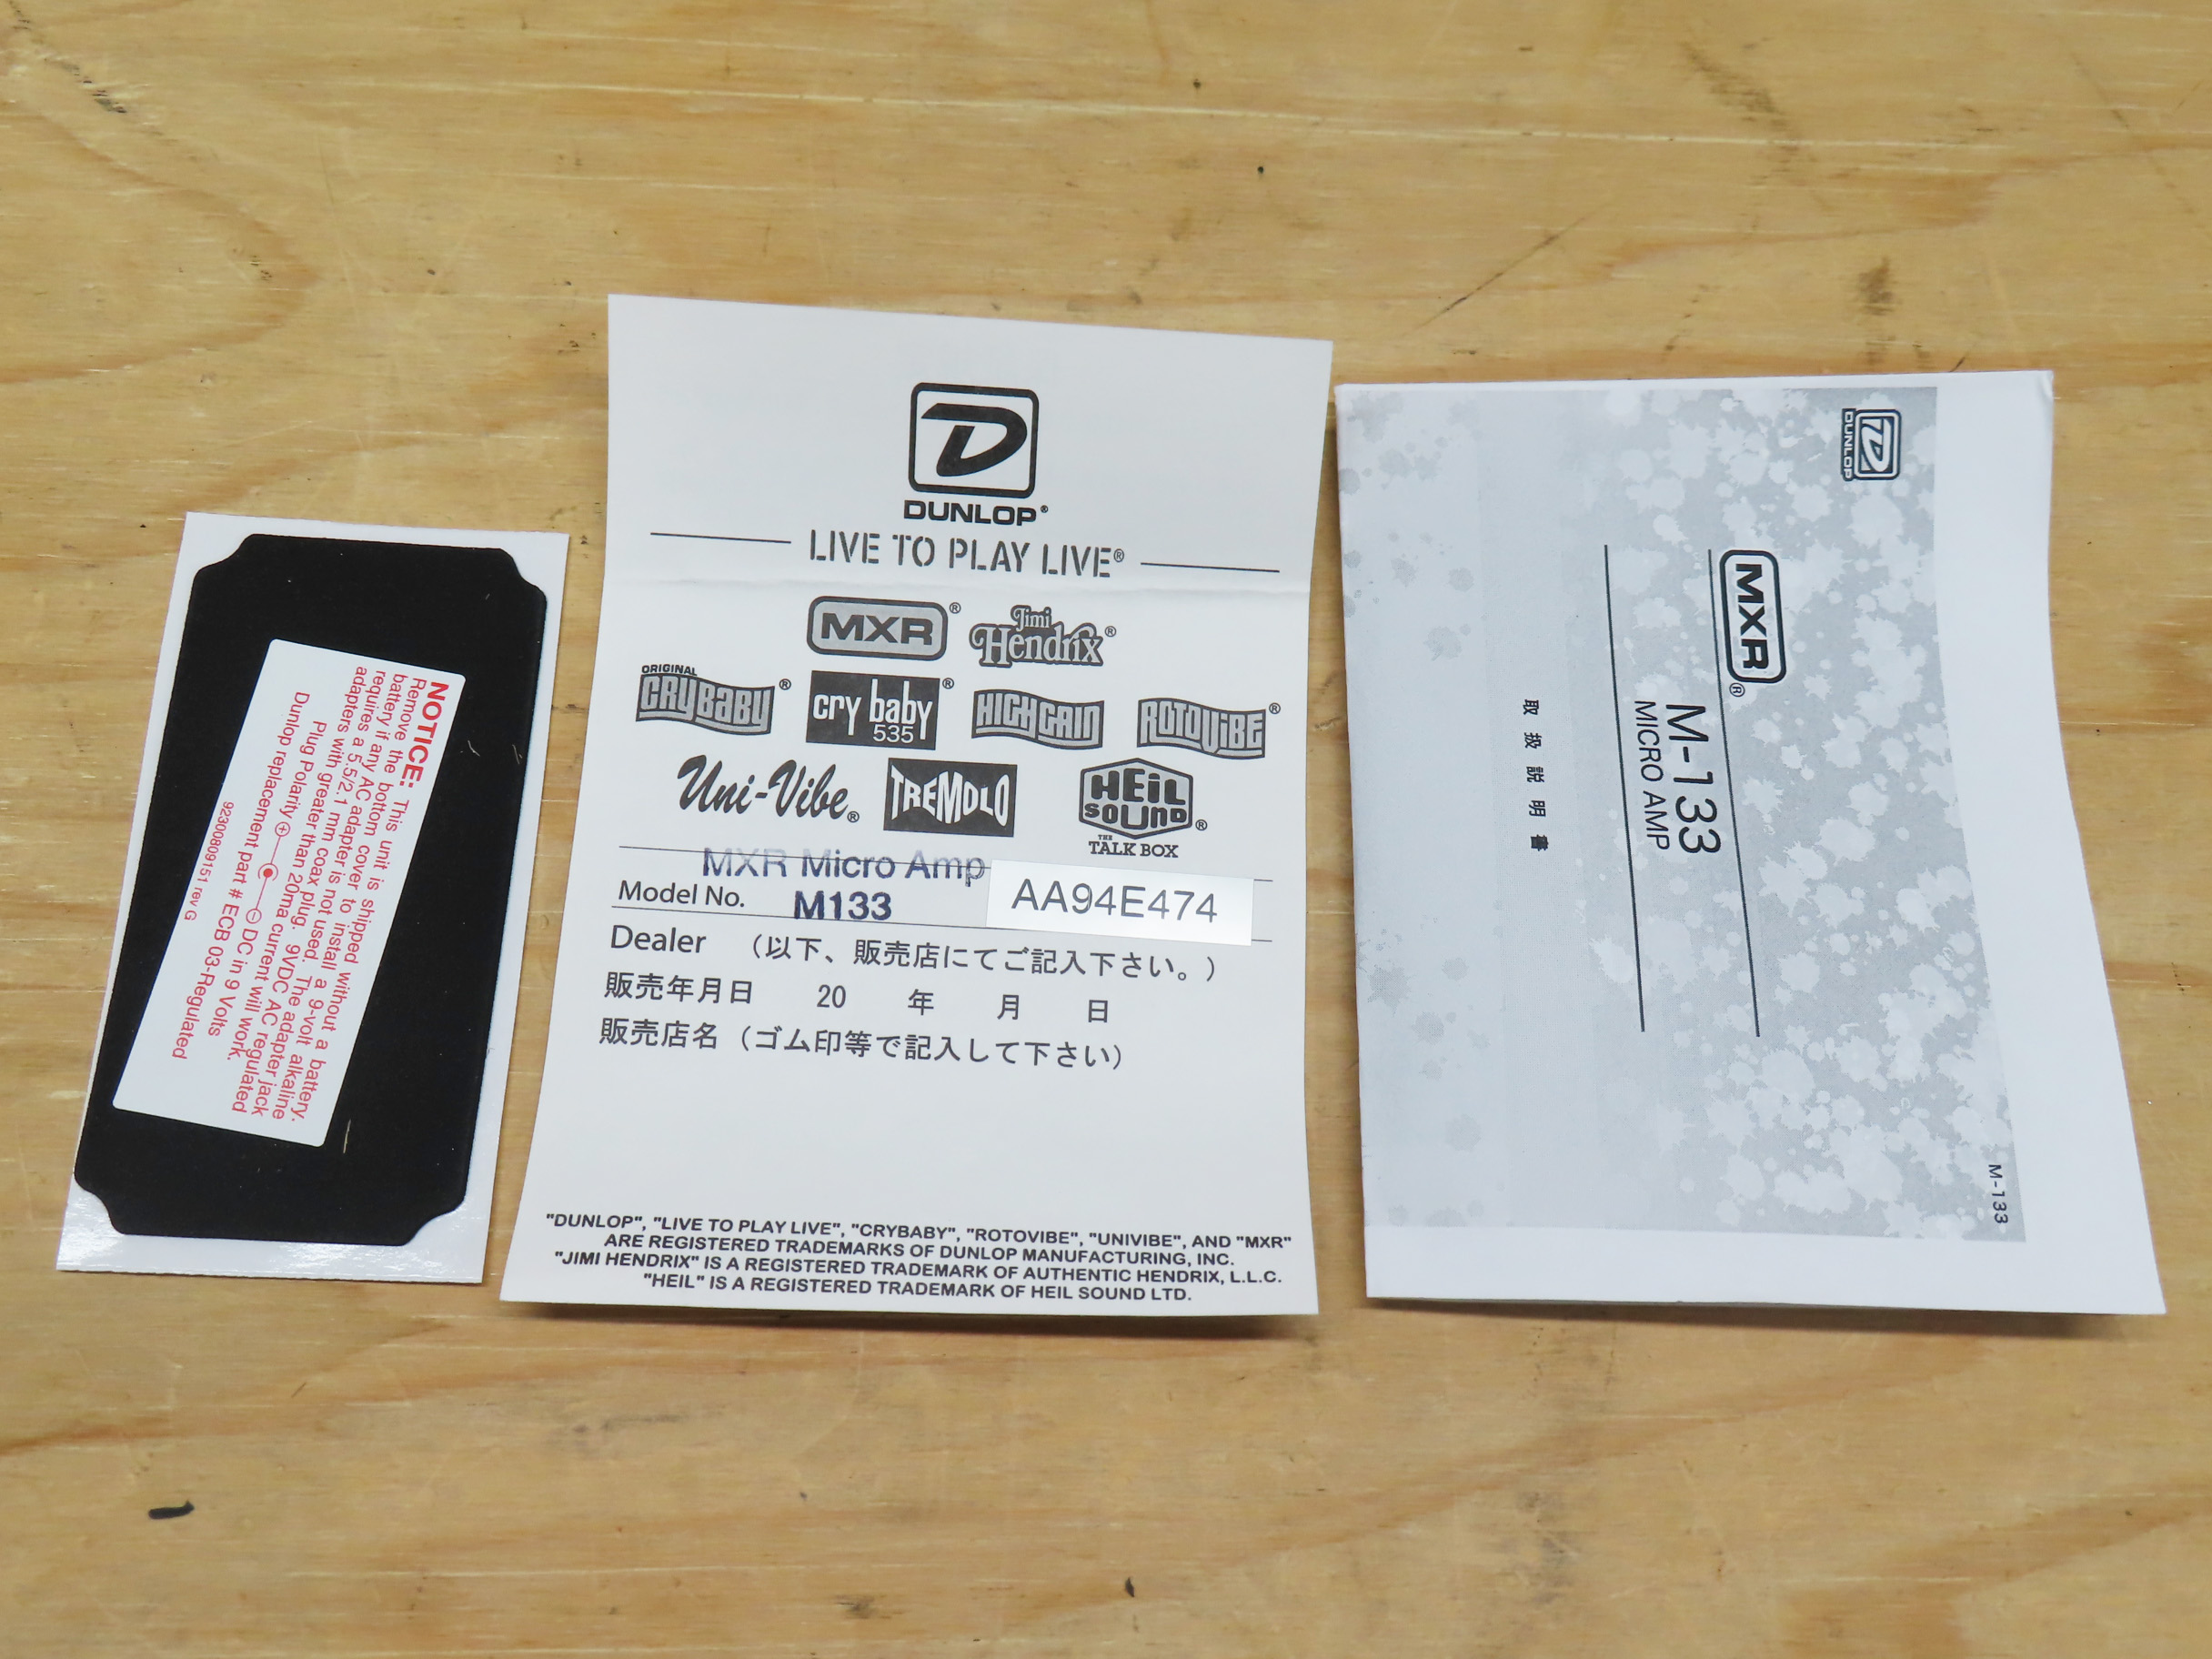 NOTICE: This unit is shipped without a battery.
Remove the bottom cover to install a 9-volt alkaline
battery if any AC adapter is not used. The adapter jack
requires a 5.5/2.1 mm coax plug. 9VDC AC regulated
adapters with greater than 20ma current will work.
Plug Polarity + - DC in 9 Volts
Dunlop replacement part # ECB 03-Regulated
92300809151 rev G
D
DUNLOP®
LIVE TO PLAY LIVE®
MXR® Jimi Hendrix®
ORIGINAL CRYBABY® cry baby 535® HIGH GAIN ROTOVIBE®
Uni-Vibe® TREMOLO HEIL SOUND® THE TALK BOX
MXR Micro Amp
Model No. M133 AA94E474
Dealer （以下、販売店にてご記入下さい。）
販売年月日 20 年 月 日
販売店名（ゴム印等で記入して下さい）
"DUNLOP", "LIVE TO PLAY LIVE", "CRYBABY", "ROTOVIBE", "UNIVIBE", AND "MXR"
ARE REGISTERED TRADEMARKS OF DUNLOP MANUFACTURING, INC.
"JIMI HENDRIX" IS A REGISTERED TRADEMARK OF AUTHENTIC HENDRIX, L.L.C.
"HEIL" IS A REGISTERED TRADEMARK OF HEIL SOUND LTD.
D
DUNLOP
MXR®
M-133
MICRO AMP
取扱説明書
M-133